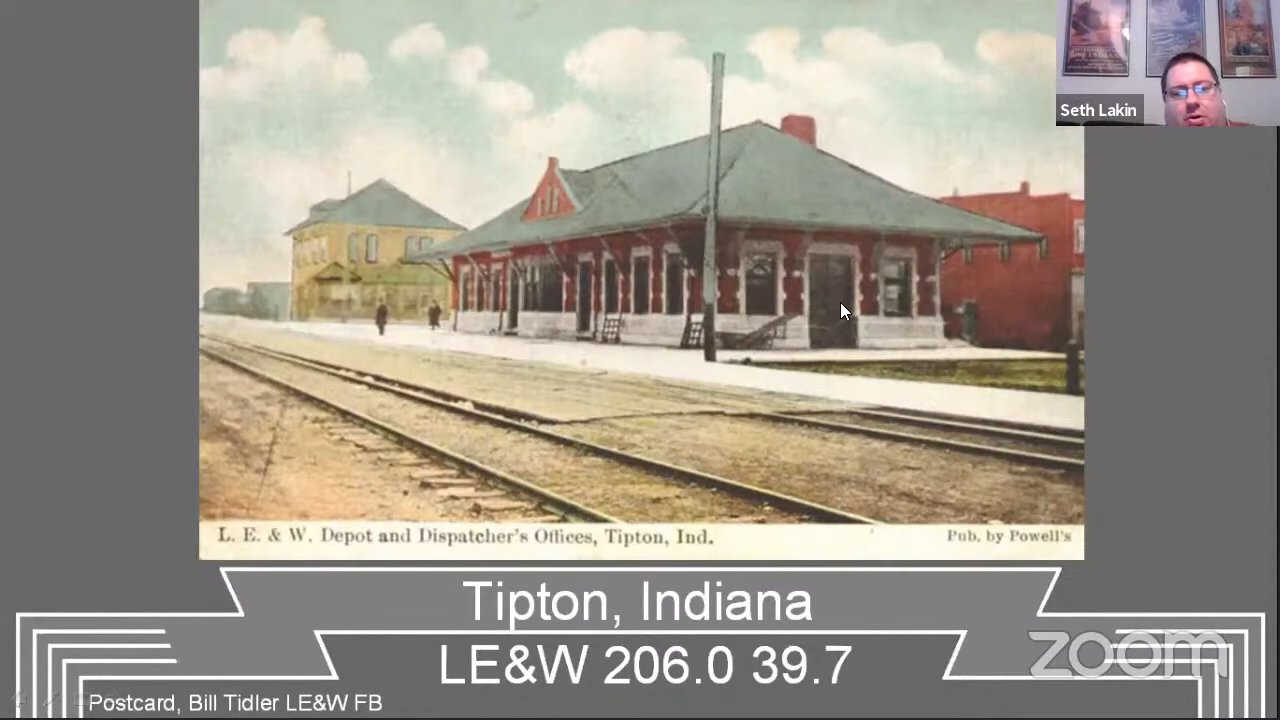 Seth Lakin
L. E. & W. Depot and Dispatcher's Offices, Tipton, Ind.
Pub. by Powell's
Tipton, Indiana
LE&W 206.0 39.7
zoom
Postcard, Bill Tidler LE&W FB